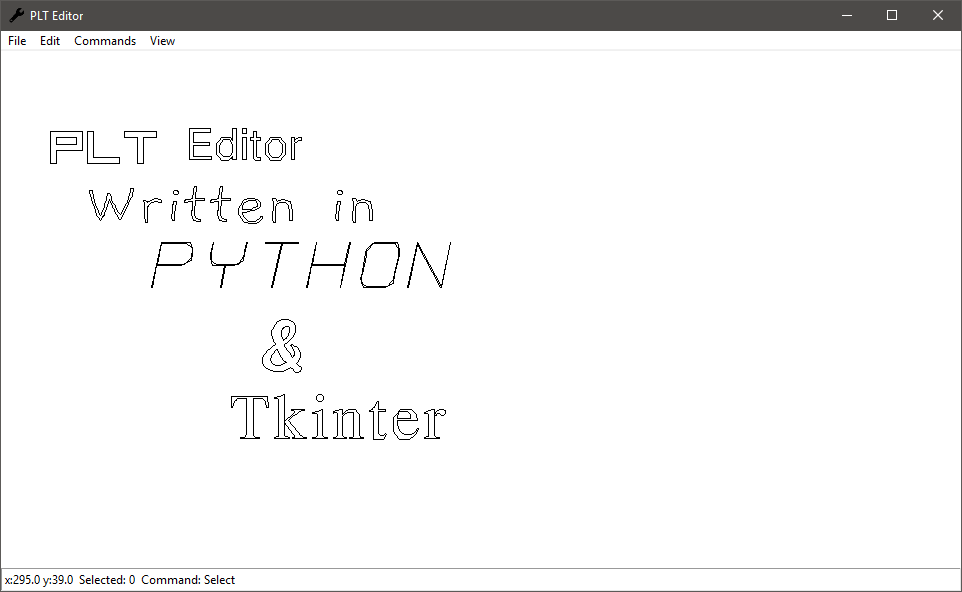 PLT Editor
File Edit Commands View
PLT Editor
Written in
PYTHON
&
Tkinter
x:295.0 y:39.0 Selected: 0 Command: Select